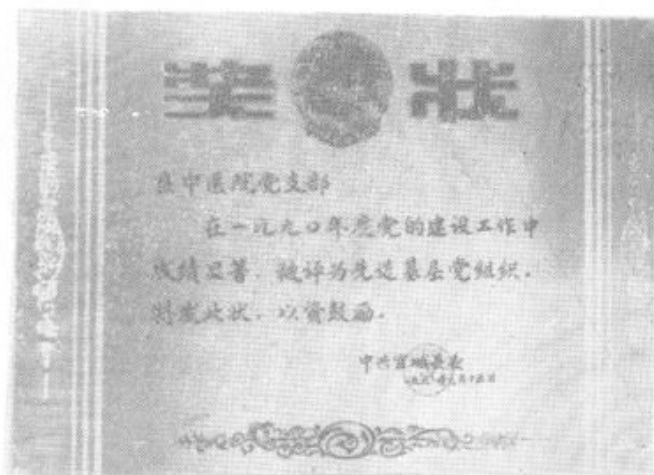 奖状
县中医院党支部
在一九九〇年度党的建设工作中
成绩显著,被评为先进基层党组织。
特发此状,以资鼓励。
中共宣城县委